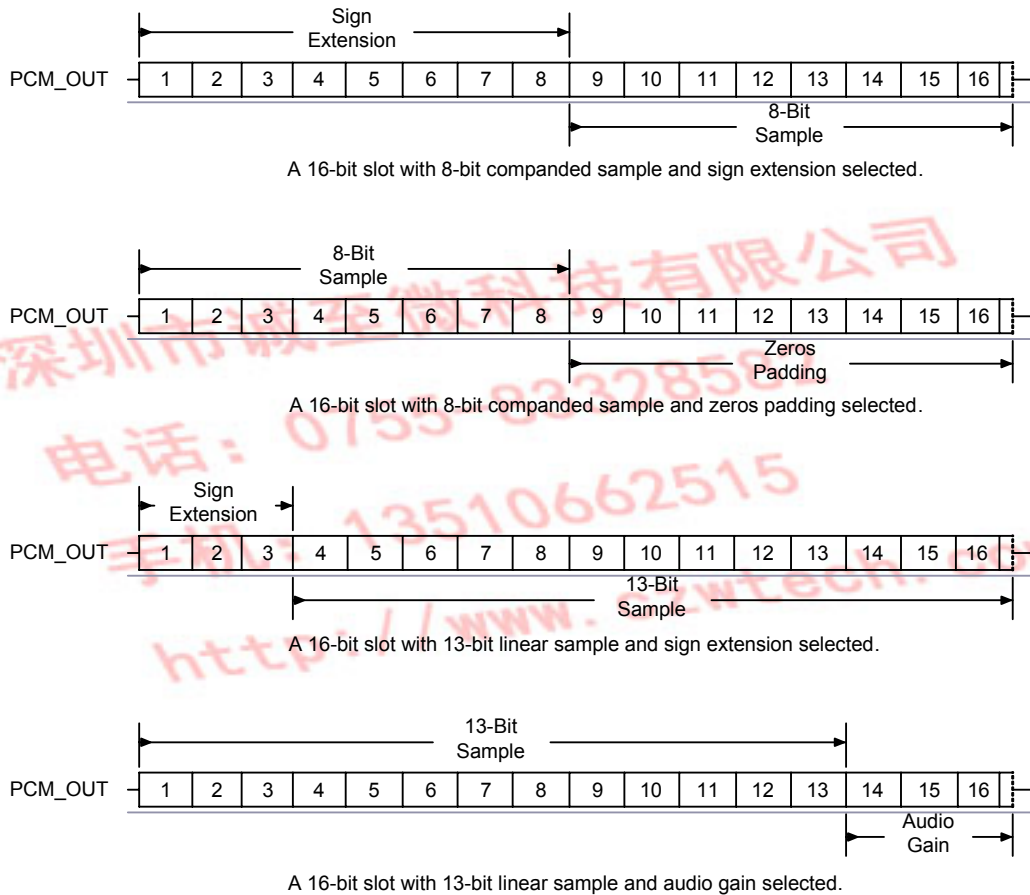 Sign
Extension
PCM_OUT 1 2 3 4 5 6 7 8 9 10 11 12 13 14 15 16
8-Bit
Sample
A 16-bit slot with 8-bit companded sample and sign extension selected.
8-Bit
Sample
PCM_OUT 1 2 3 4 5 6 7 8 9 10 11 12 13 14 15 16
Zeros
Padding
A 16-bit slot with 8-bit companded sample and zeros padding selected.
Sign
Extension
PCM_OUT 1 2 3 4 5 6 7 8 9 10 11 12 13 14 15 16
13-Bit
Sample
A 16-bit slot with 13-bit linear sample and sign extension selected.
13-Bit
Sample
PCM_OUT 1 2 3 4 5 6 7 8 9 10 11 12 13 14 15 16
Audio
Gain
A 16-bit slot with 13-bit linear sample and audio gain selected.
深圳市诚至微科技有限公司
电话：0755-83328582
手机：13510662515
http://www.czwtech.co